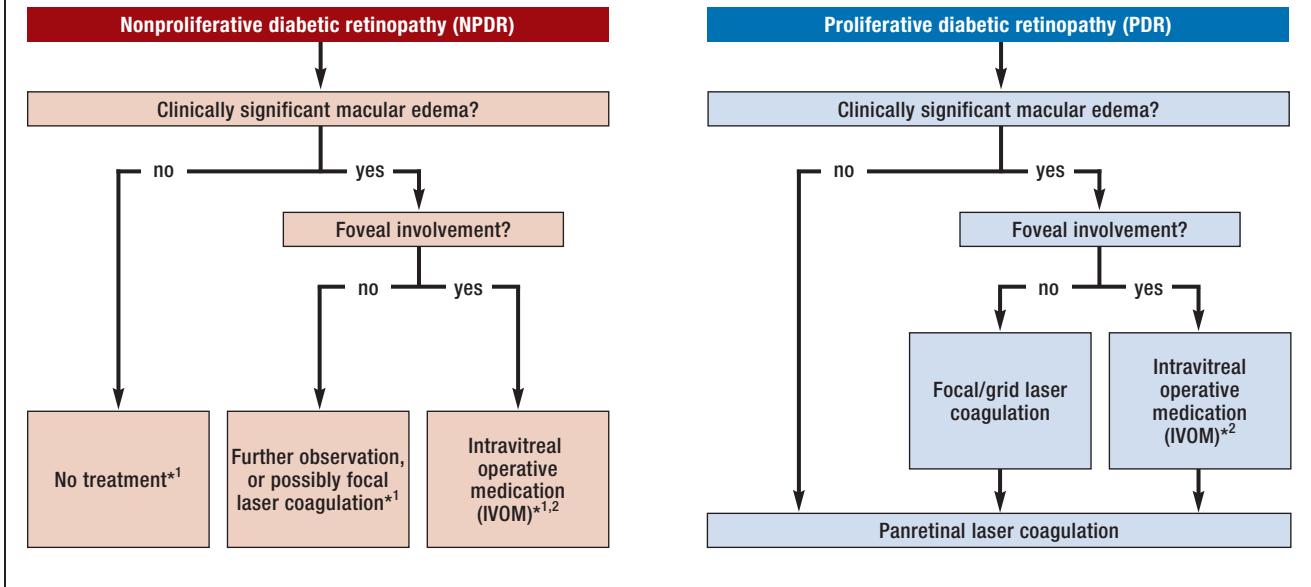 Nonproliferative diabetic retinopathy (NPDR)
Clinically significant macular edema?
no
yes
Foveal involvement?
no
yes
No treatment*1
Further observation,
or possibly focal
laser coagulation*1
Intravitreal
operative
medication
(IVOM)*1,2
Proliferative diabetic retinopathy (PDR)
Clinically significant macular edema?
no
yes
Foveal involvement?
no
yes
Focal/grid laser
coagulation
Intravitreal
operative
medication
(IVOM)*2
Panretinal laser coagulation